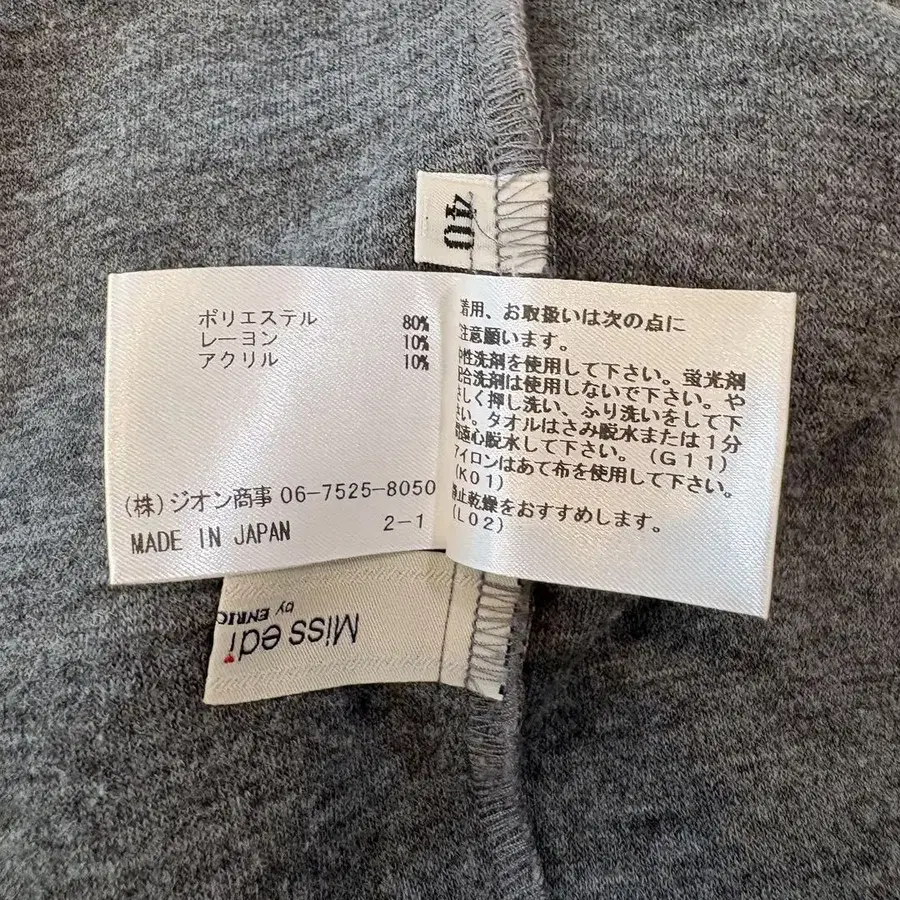 40
ポリエステル 80%
レーヨン 10%
アクリル 10%
(株)ジオン商事 06-7525-8050
MADE IN JAPAN 2-1
着用、お取扱いは次の点に
注意願います。
中性洗剤を使用して下さい。蛍光剤
配合洗剤は使用しないで下さい。や
さしく押し洗い、ふり洗いをして下
さい。タオルはさみ脱水または1分
間遠心脱水して下さい。(G11)
アイロンはあて布を使用して下さい。
(K01)
静止乾燥をおすすめします。
(L02)
Miss edi
by ENRIC